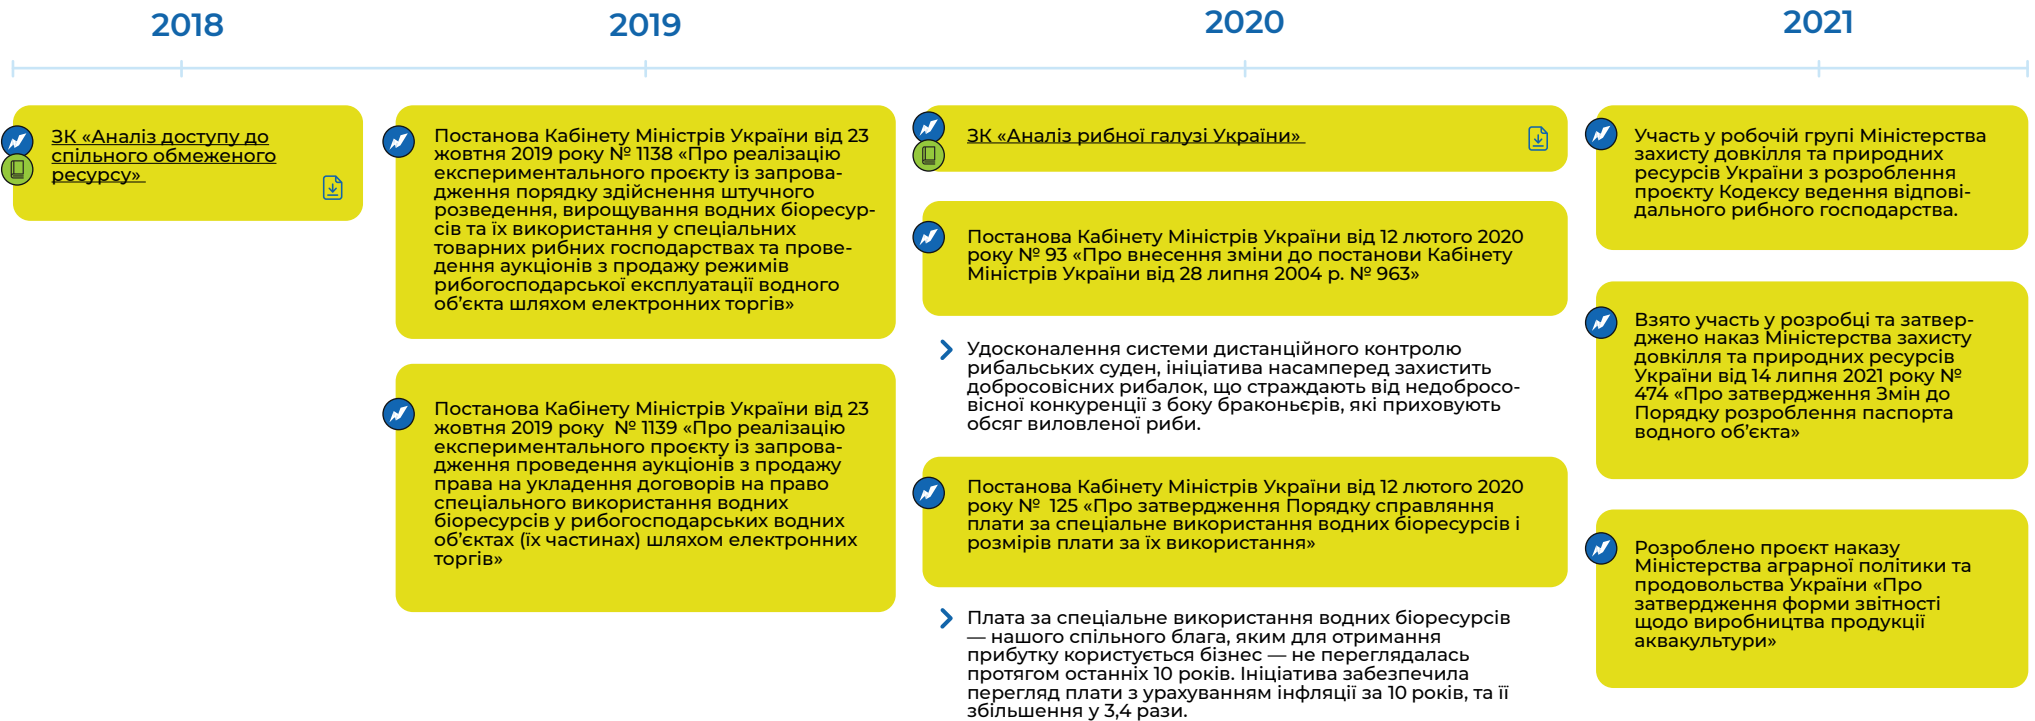 2018
2019
2020
2021
ЗК «Аналіз доступу до
спільного обмеженого
ресурсу»
Постанова Кабінету Міністрів України від 23
жовтня 2019 року № 1138 «Про реалізацію
експериментального проєкту із запрова-
дження порядку здійснення штучного
розведення, вирощування водних біоресур-
сів та їх використання у спеціальних
товарних рибних господарствах та прове-
дення аукціонів з продажу режимів
рибогосподарської експлуатації водного
об’єкта шляхом електронних торгів»
Постанова Кабінету Міністрів України від 23
жовтня 2019 року № 1139 «Про реалізацію
експериментального проєкту із запрова-
дження проведення аукціонів з продажу
права на укладення договорів на право
спеціального використання водних
біоресурсів у рибогосподарських водних
об’єктах (їх частинах) шляхом електронних
торгів»
ЗК «Аналіз рибної галузі України»
Постанова Кабінету Міністрів України від 12 лютого 2020
року № 93 «Про внесення зміни до постанови Кабінету
Міністрів України від 28 липня 2004 р. № 963»
Удосконалення системи дистанційного контролю
рибальських суден, ініціатива насамперед захистить
добросовісних рибалок, що страждають від недобросо-
вісної конкуренції з боку браконьєрів, які приховують
обсяг виловленої риби.
Постанова Кабінету Міністрів України від 12 лютого 2020
року № 125 «Про затвердження Порядку справляння
плати за спеціальне використання водних біоресурсів і
розмірів плати за їх використання»
Плата за спеціальне використання водних біоресурсів
— нашого спільного блага, яким для отримання
прибутку користується бізнес — не переглядалась
протягом останніх 10 років. Ініціатива забезпечила
перегляд плати з урахуванням інфляції за 10 років, та її
збільшення у 3,4 рази.
Участь у робочій групі Міністерства
захисту довкілля та природних
ресурсів України з розроблення
проєкту Кодексу ведення відпові-
дального рибного господарства.
Взято участь у розробці та затвер-
джено наказ Міністерства захисту
довкілля та природних ресурсів
України від 14 липня 2021 року №
474 «Про затвердження Змін до
Порядку розроблення паспорта
водного об’єкта»
Розроблено проєкт наказу
Міністерства аграрної політики та
продовольства України «Про
затвердження форми звітності
щодо виробництва продукції
аквакультури»